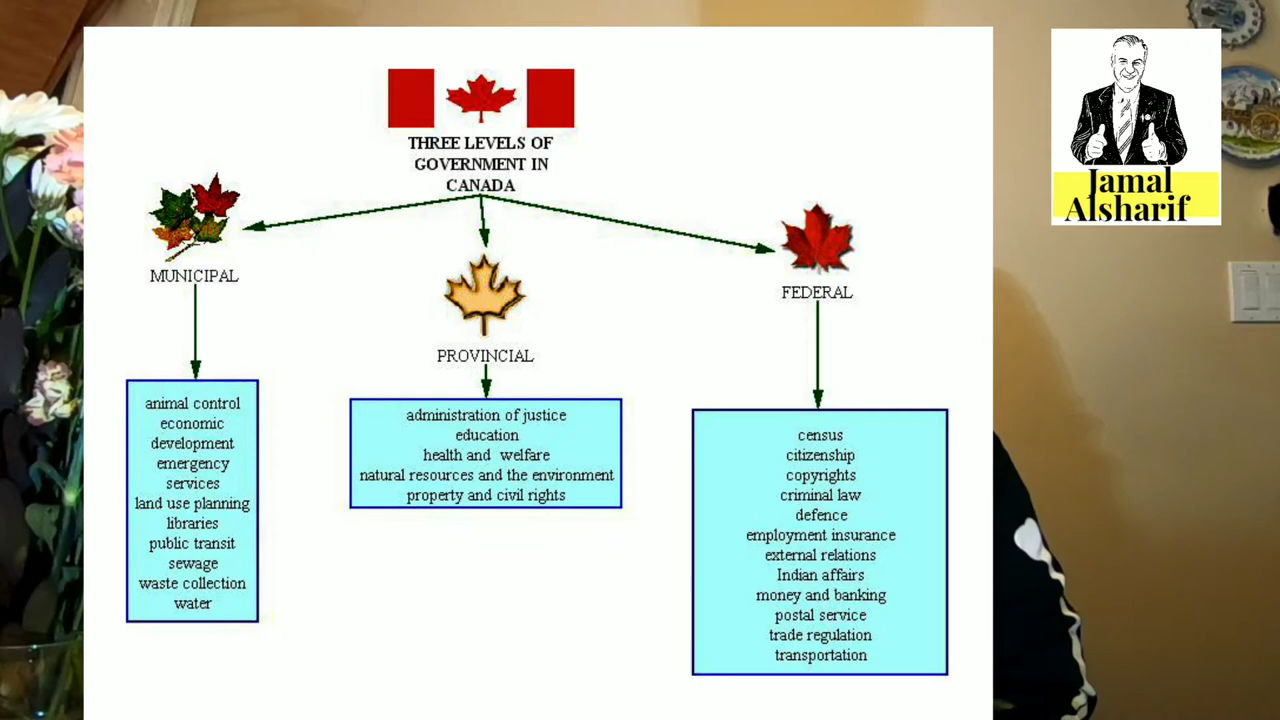 THREE LEVELS OF
GOVERNMENT IN
CANADA
MUNICIPAL
animal control
economic
development
emergency
services
land use planning
libraries
public transit
sewage
waste collection
water
PROVINCIAL
administration of justice
education
health and welfare
natural resources and the environment
property and civil rights
FEDERAL
census
citizenship
copyrights
criminal law
defence
employment insurance
external relations
Indian affairs
money and banking
postal service
trade regulation
transportation
Jamal
Alsharif